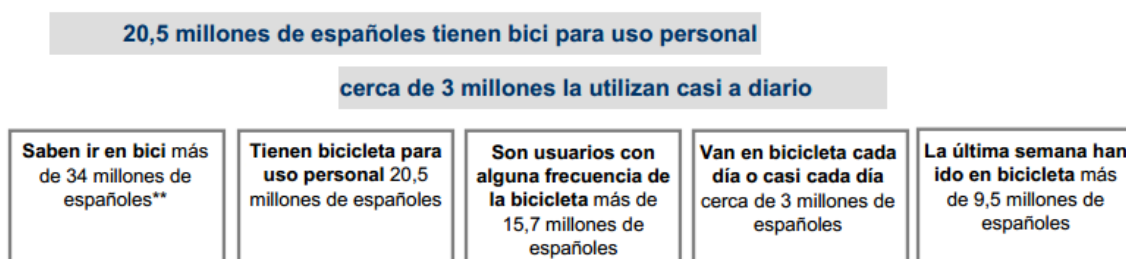 20,5 millones de españoles tienen bici para uso personal
cerca de 3 millones la utilizan casi a diario
Saben ir en bici más
de 34 millones de
españoles**
Tienen bicicleta para
uso personal 20,5
millones de españoles
Son usuarios con
alguna frecuencia de
la bicicleta más de
15,7 millones de
españoles
Van en bicicleta cada
día o casi cada día
cerca de 3 millones de
españoles
La última semana han
ido en bicicleta más
de 9,5 millones de
españoles